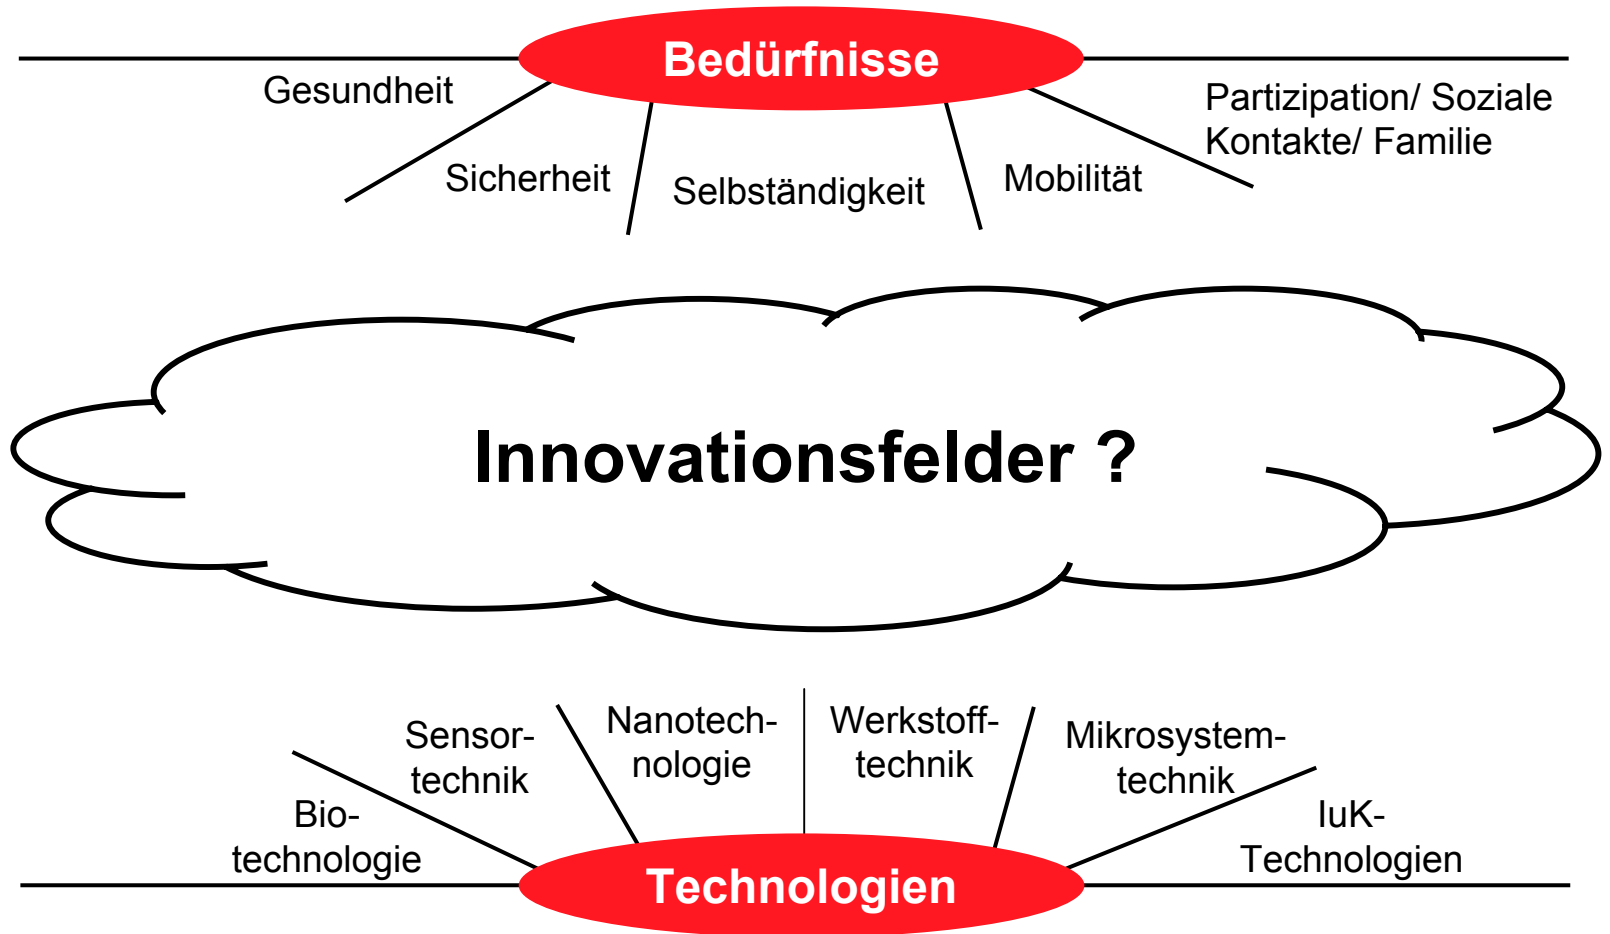 Bedürfnisse
Gesundheit
Sicherheit
Selbständigkeit
Mobilität
Partizipation/ Soziale
Kontakte/ Familie
Innovationsfelder ?
Bio-
technologie
Sensor-
technik
Nanotech-
nologie
Werkstoff-
technik
Mikrosystem-
technik
IuK-
Technologien
Technologien